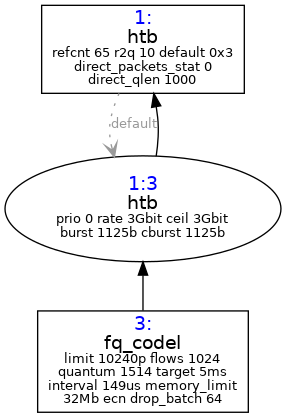 1:
htb
refcnt 65 r2q 10 default 0x3
direct_packets_stat 0
direct_qlen 1000
default
1:3
htb
prio 0 rate 3Gbit ceil 3Gbit
burst 1125b cburst 1125b
3:
fq_codel
limit 10240p flows 1024
quantum 1514 target 5ms
interval 149us memory_limit
32Mb ecn drop_batch 64